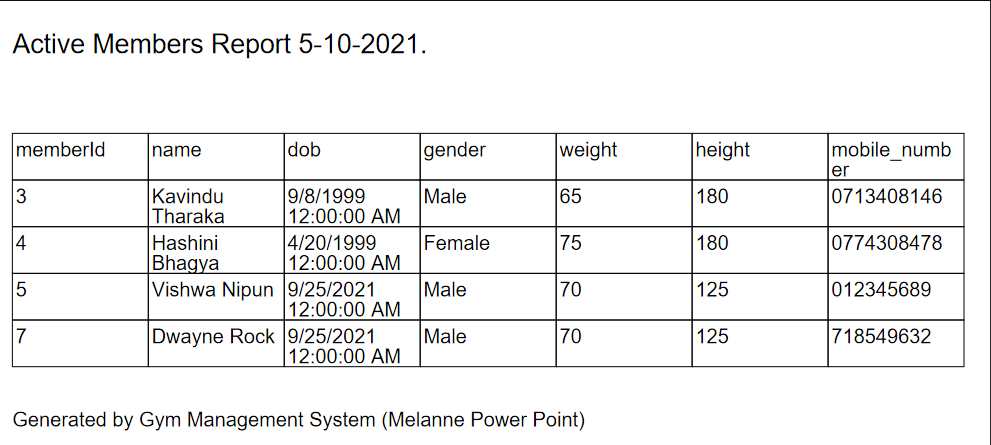 Active Members Report 5-10-2021.
memberId name dob gender weight height mobile_numb
er
3 Kavindu 9/8/1999 Male 65 180 0713408146
Tharaka 12:00:00 AM
4 Hashini 4/20/1999 Female 75 180 0774308478
Bhagya 12:00:00 AM
5 Vishwa Nipun 9/25/2021 Male 70 125 012345689
12:00:00 AM
7 Dwayne Rock 9/25/2021 Male 70 125 718549632
12:00:00 AM
Generated by Gym Management System (Melanne Power Point)